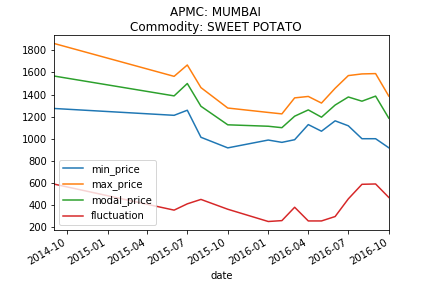 APMC: MUMBAI
Commodity: SWEET POTATO
1800
1600
1400
1200
1000
800
600
400
200
min_price
max_price
modal_price
fluctuation
2014-10
2015-01
2015-04
2015-07
2015-10
2016-01
2016-04
2016-07
2016-10
date